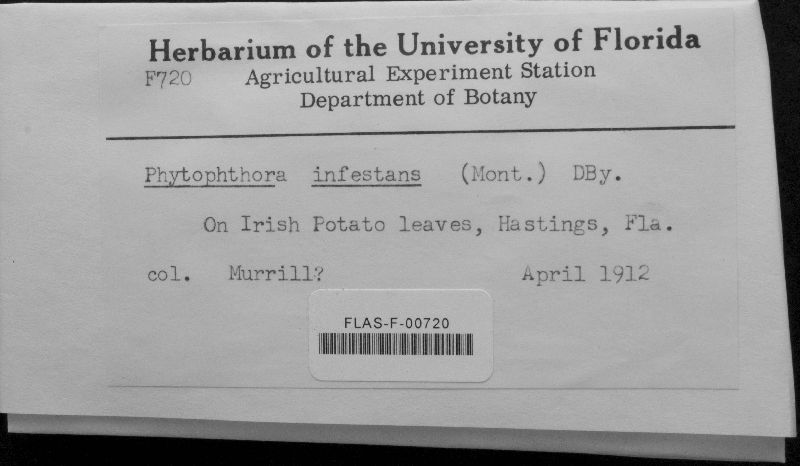 Herbarium of the University of Florida
F720 Agricultural Experiment Station
Department of Botany
Phytophthora infestans (Mont.) DBy.
On Irish Potato leaves, Hastings, Fla.
col. Murrill? April 1912
FLAS-F-00720